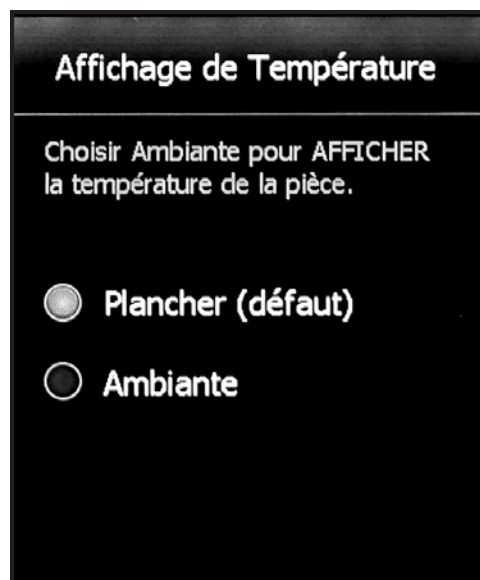 Affichage de Température
Choisir Ambiante pour AFFICHER
la température de la pièce.
Plancher (défaut)
Ambiante